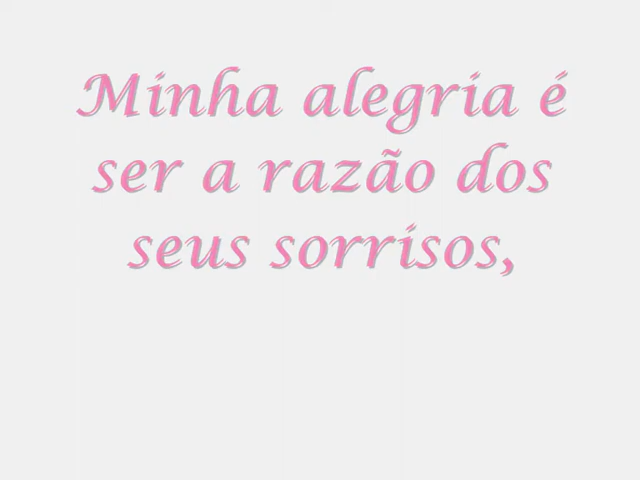 Minha alegria é
ser a razão dos
seus sorrisos,